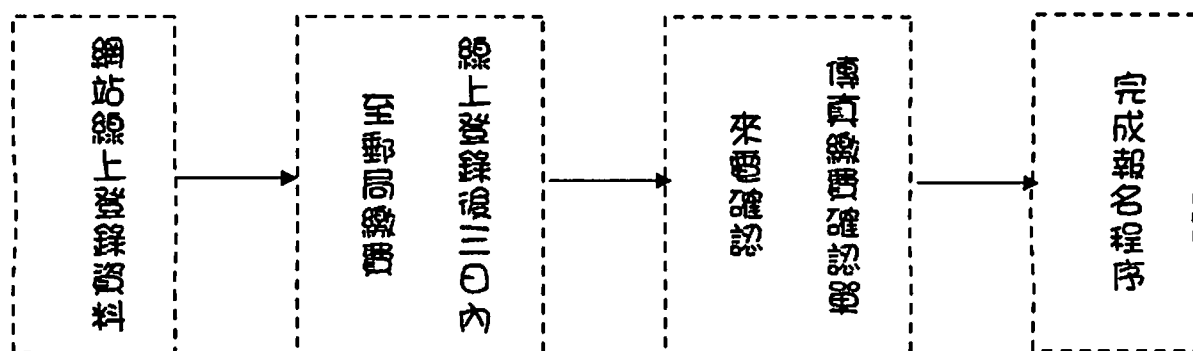 網站線上登錄資料
線上登錄後三日內
至郵局繳費
傳真繳費確認單
來電確認
完成報名程序